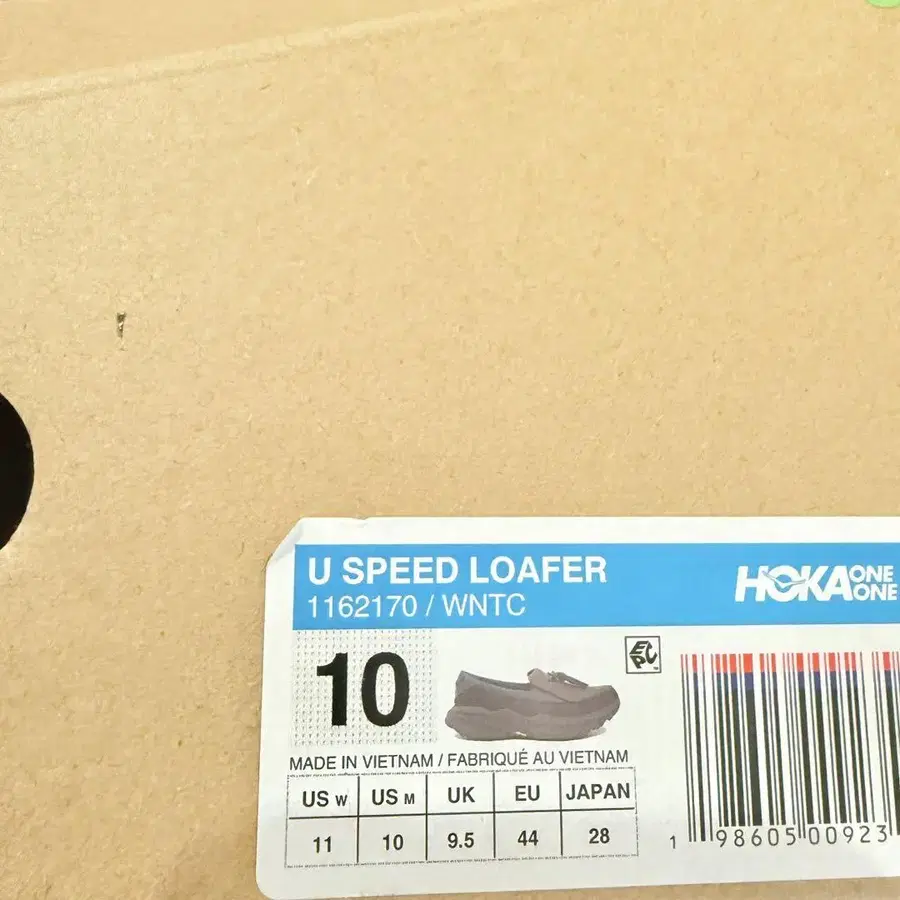 U SPEED LOAFER
1162170 / WNTC
HOKA ONE ONE
10
MADE IN VIETNAM / FABRIQUÉ AU VIETNAM
US W US M UK EU JAPAN
11 10 9.5 44 28
1 98605 00923